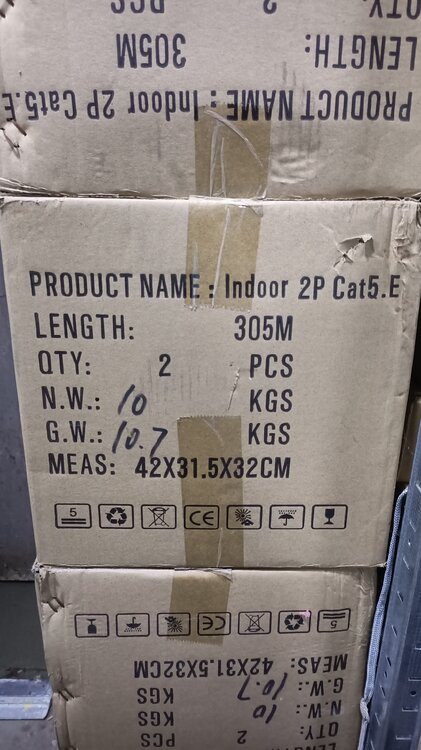 QTY: 2 PCS
LENGTH: 305M
PRODUCT NAME: Indoor 2P Cat5.E
PRODUCT NAME : Indoor 2P Cat5.E
LENGTH: 305M
QTY: 2 PCS
N.W.: 10 KGS
G.W.: 10.7 KGS
MEAS: 42X31.5X32CM
5 CE
5 CE
MEAS: 42X31.5X32CM
G.W.: 10.7 KGS
N.W.: 10 KGS
QTY: 2 PCS